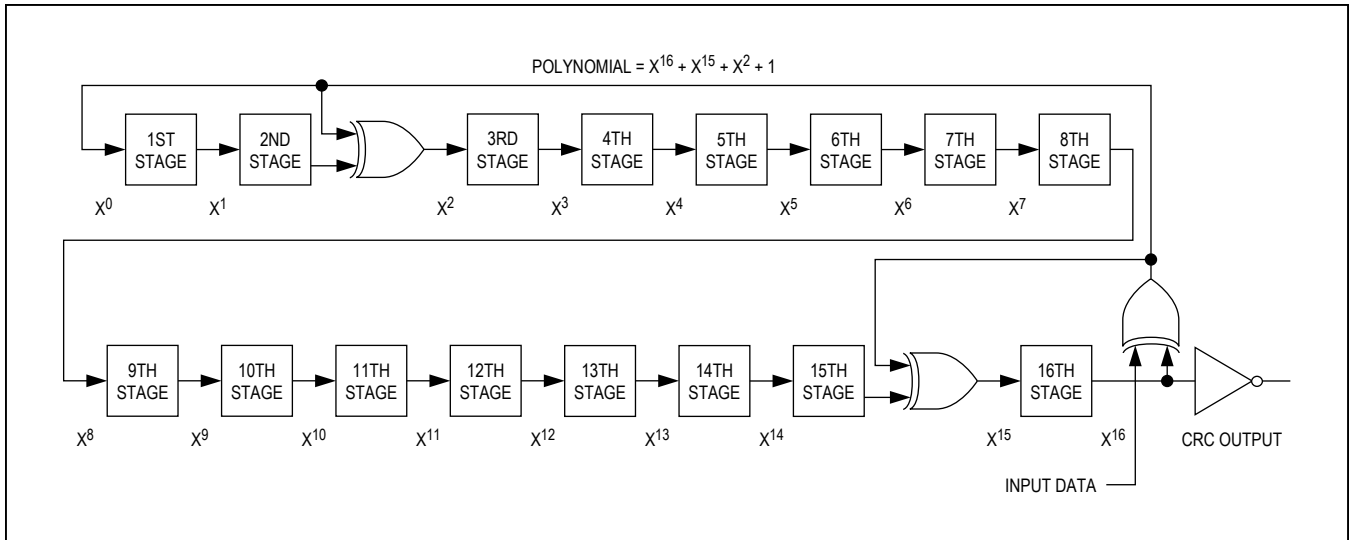 POLYNOMIAL = X16 + X15 + X2 + 1
1ST
STAGE
2ND
STAGE
3RD
STAGE
4TH
STAGE
5TH
STAGE
6TH
STAGE
7TH
STAGE
8TH
STAGE
X0
X1
X2
X3
X4
X5
X6
X7
9TH
STAGE
10TH
STAGE
11TH
STAGE
12TH
STAGE
13TH
STAGE
14TH
STAGE
15TH
STAGE
16TH
STAGE
X8
X9
X10
X11
X12
X13
X14
X15
X16
CRC OUTPUT
INPUT DATA